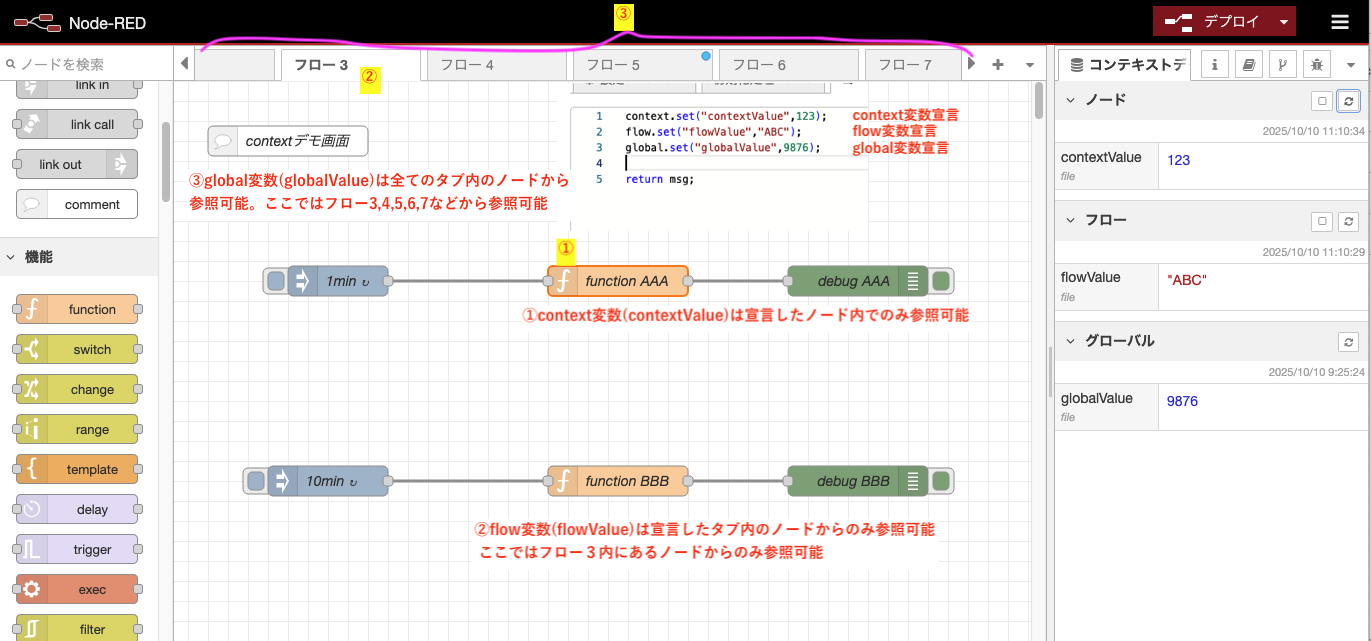 Node-RED
③
デプロイ
ノードを検索
フロー 3
フロー 4
フロー 5
フロー 6
フロー 7
②
コンテキストデ
link in
link call
link out
comment
機能
function
switch
change
range
template
delay
trigger
exec
filter
contextデモ画面
1 context.set("contextValue",123);
2 flow.set("flowValue","ABC");
3 global.set("globalValue",9876);
4
5 return msg;
context変数宣言
flow変数宣言
global変数宣言
③global変数(globalValue)は全てのタブ内のノードから
参照可能。ここではフロー3,4,5,6,7などから参照可能
①
1min ↻
function AAA
debug AAA
①context変数(contextValue)は宣言したノード内でのみ参照可能
10min ↻
function BBB
debug BBB
②flow変数(flowValue)は宣言したタブ内のノードからのみ参照可能
ここではフロー３内にあるノードからのみ参照可能
ノード
2025/10/10 11:10:34
contextValue 123
file
フロー
2025/10/10 11:10:29
flowValue "ABC"
file
グローバル
2025/10/10 9:25:24
globalValue 9876
file